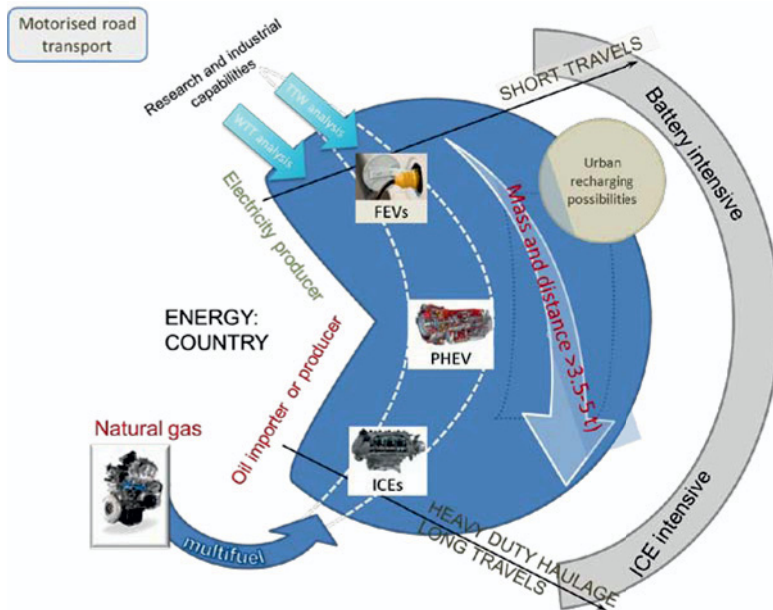 Motorised road
transport
Research and industrial
capabilities
TTW analysis
WTT analysis
SHORT TRAVELS
Battery intensive
Urban
recharging
possibilities
Electricity producer
FEVs
Mass and distance >3.5-5 t)
ENERGY:
COUNTRY
PHEV
Oil importer or producer
Natural gas
ICEs
multifuel
HEAVY DUTY HAULAGE
LONG TRAVELS
ICE intensive